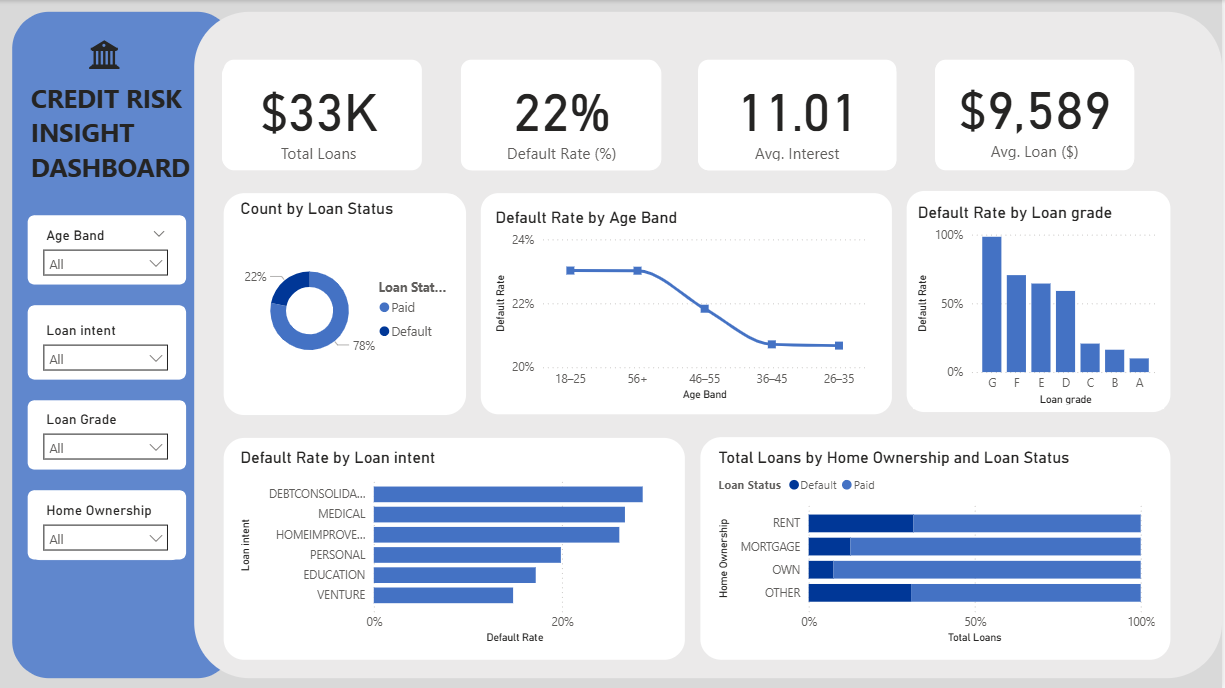 CREDIT RISK
INSIGHT
DASHBOARD
Age Band
All
Loan intent
All
Loan Grade
All
Home Ownership
All
$33K
Total Loans
22%
Default Rate (%)
11.01
Avg. Interest
$9,589
Avg. Loan ($)
Count by Loan Status
22%
78%
Loan Stat...
Paid
Default
Default Rate by Age Band
Default Rate
24%
22%
20%
18–25 56+ 46–55 36–45 26–35
Age Band
Default Rate by Loan grade
Default Rate
100%
50%
0%
G F E D C B A
Loan grade
Default Rate by Loan intent
Loan intent
DEBTCONSOLIDA...
MEDICAL
HOMEIMPROVE...
PERSONAL
EDUCATION
VENTURE
0% 20%
Default Rate
Total Loans by Home Ownership and Loan Status
Loan Status Default Paid
Home Ownership
RENT
MORTGAGE
OWN
OTHER
0% 50% 100%
Total Loans